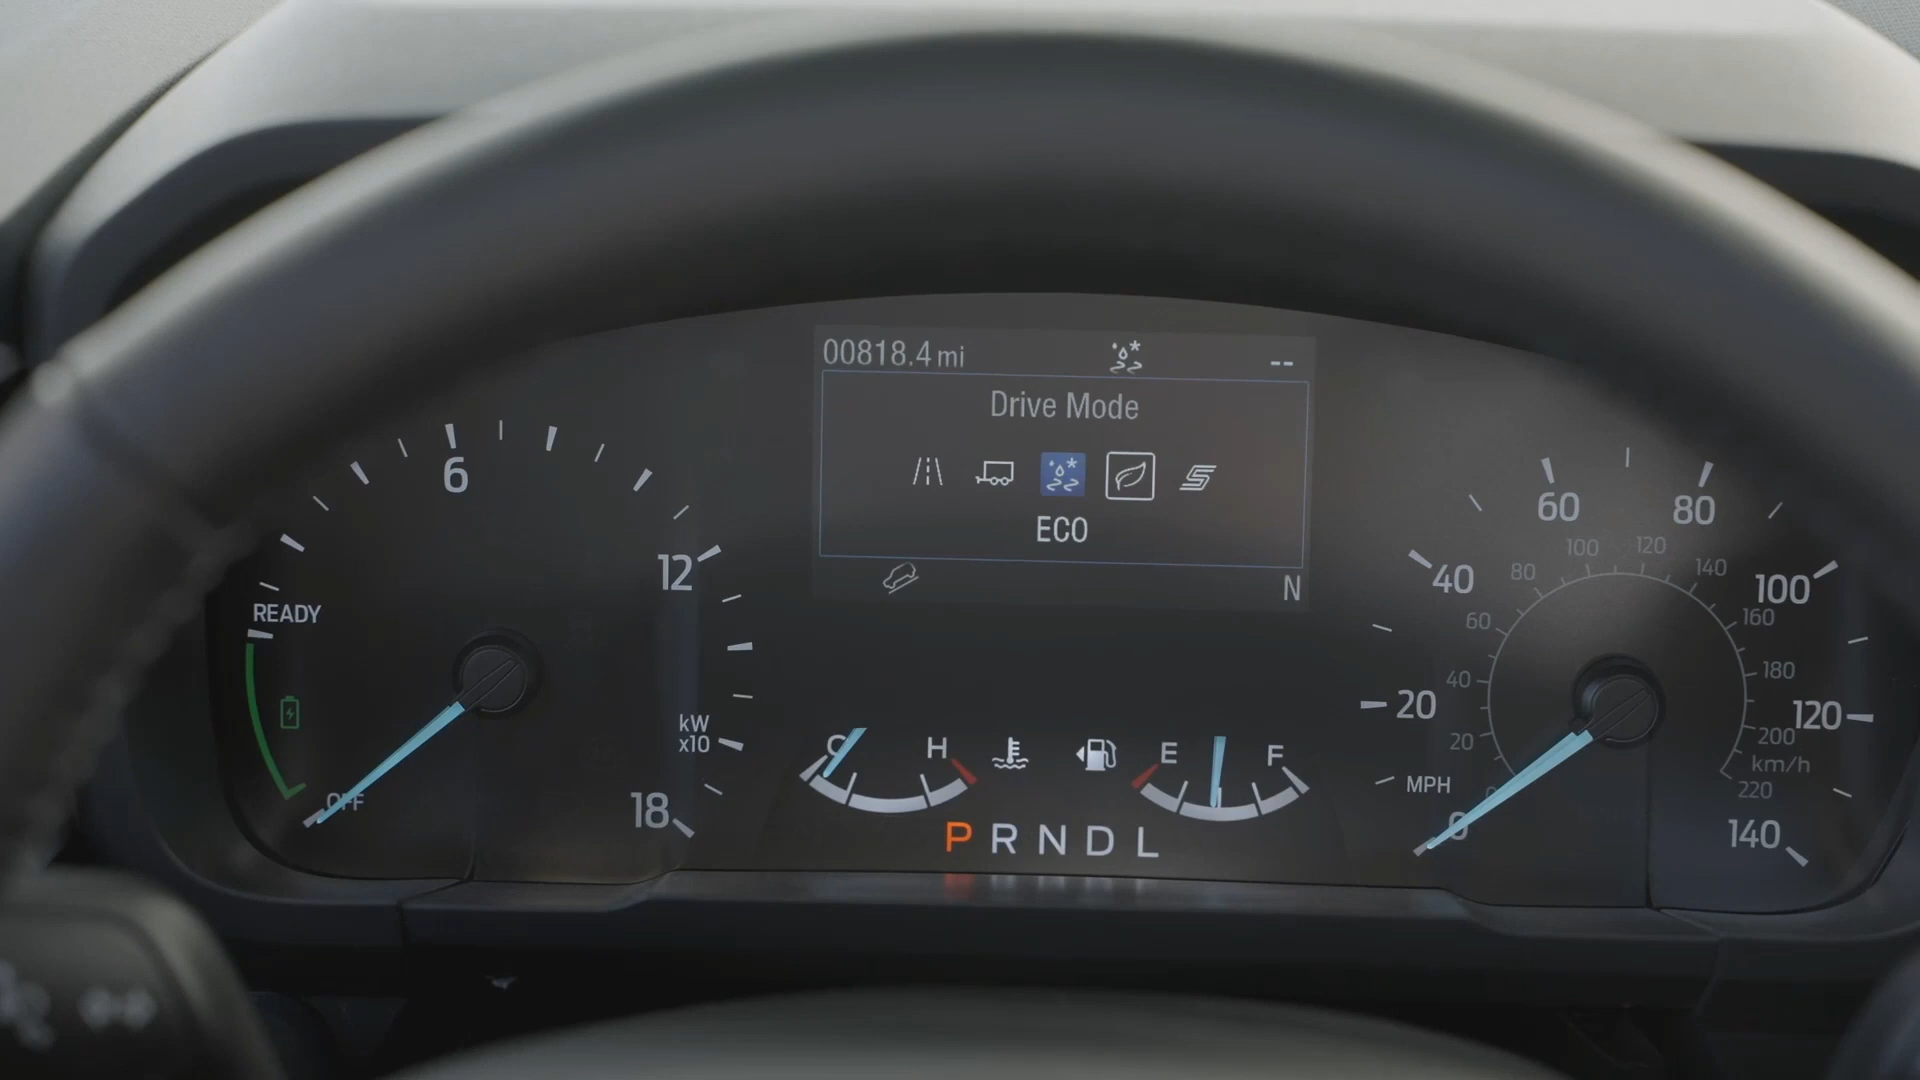 00818.4 mi --
Drive Mode
ECO
N
6
12
READY
kW
x10
18
OFF
C H
E F
P R N D L
60 80
40 100
20 120
MPH
0 140
100 120
80 140
60 160
40 180
20 200
km/h
0 220